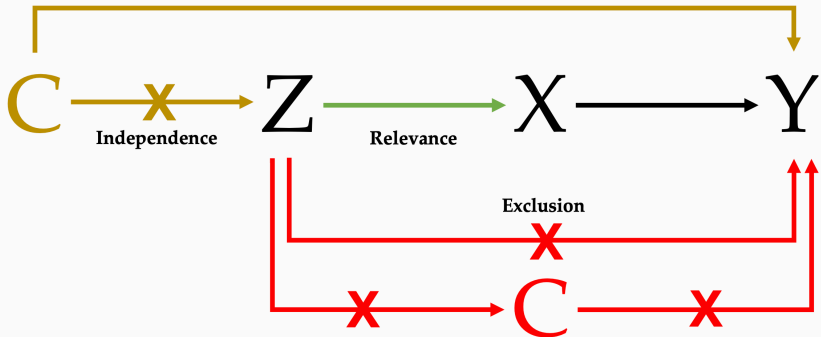 C
X
Z
X
Y
Independence
Relevance
Exclusion
X
X
C
X